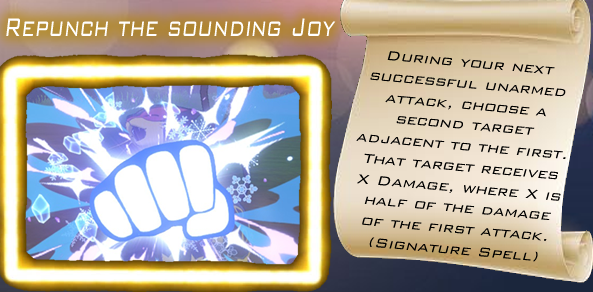 Repunch the sounding Joy
During your next
successful unarmed
attack, choose a
second target
adjacent to the first.
That target receives
X Damage, where X is
half of the damage
of the first attack.
(Signature Spell)